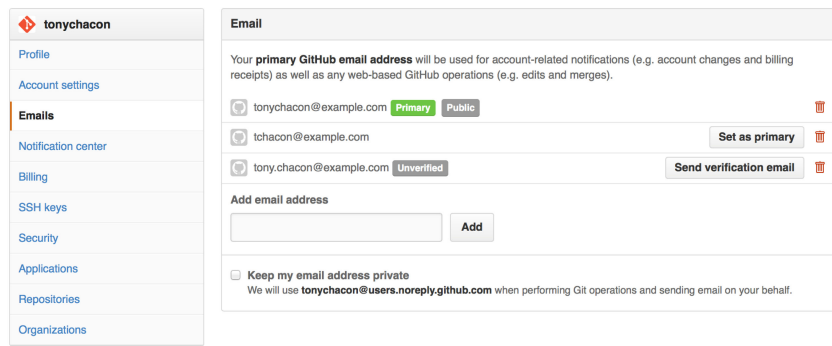 tonychacon
Profile
Account settings
Emails
Notification center
Billing
SSH keys
Security
Applications
Repositories
Organizations
Email
Your primary GitHub email address will be used for account-related notifications (e.g. account changes and billing
receipts) as well as any web-based GitHub operations (e.g. edits and merges).
tonychacon@example.com Primary Public
tchacon@example.com Set as primary
tony.chacon@example.com Unverified Send verification email
Add email address
Add
Keep my email address private
We will use tonychacon@users.noreply.github.com when performing Git operations and sending email on your behalf.